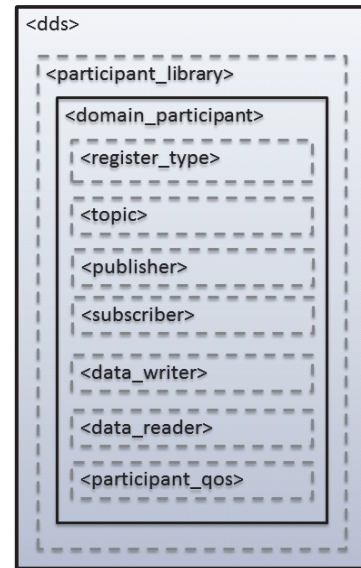 <dds>
<participant_library>
<domain_participant>
<register_type>
<topic>
<publisher>
<subscriber>
<data_writer>
<data_reader>
<participant_qos>